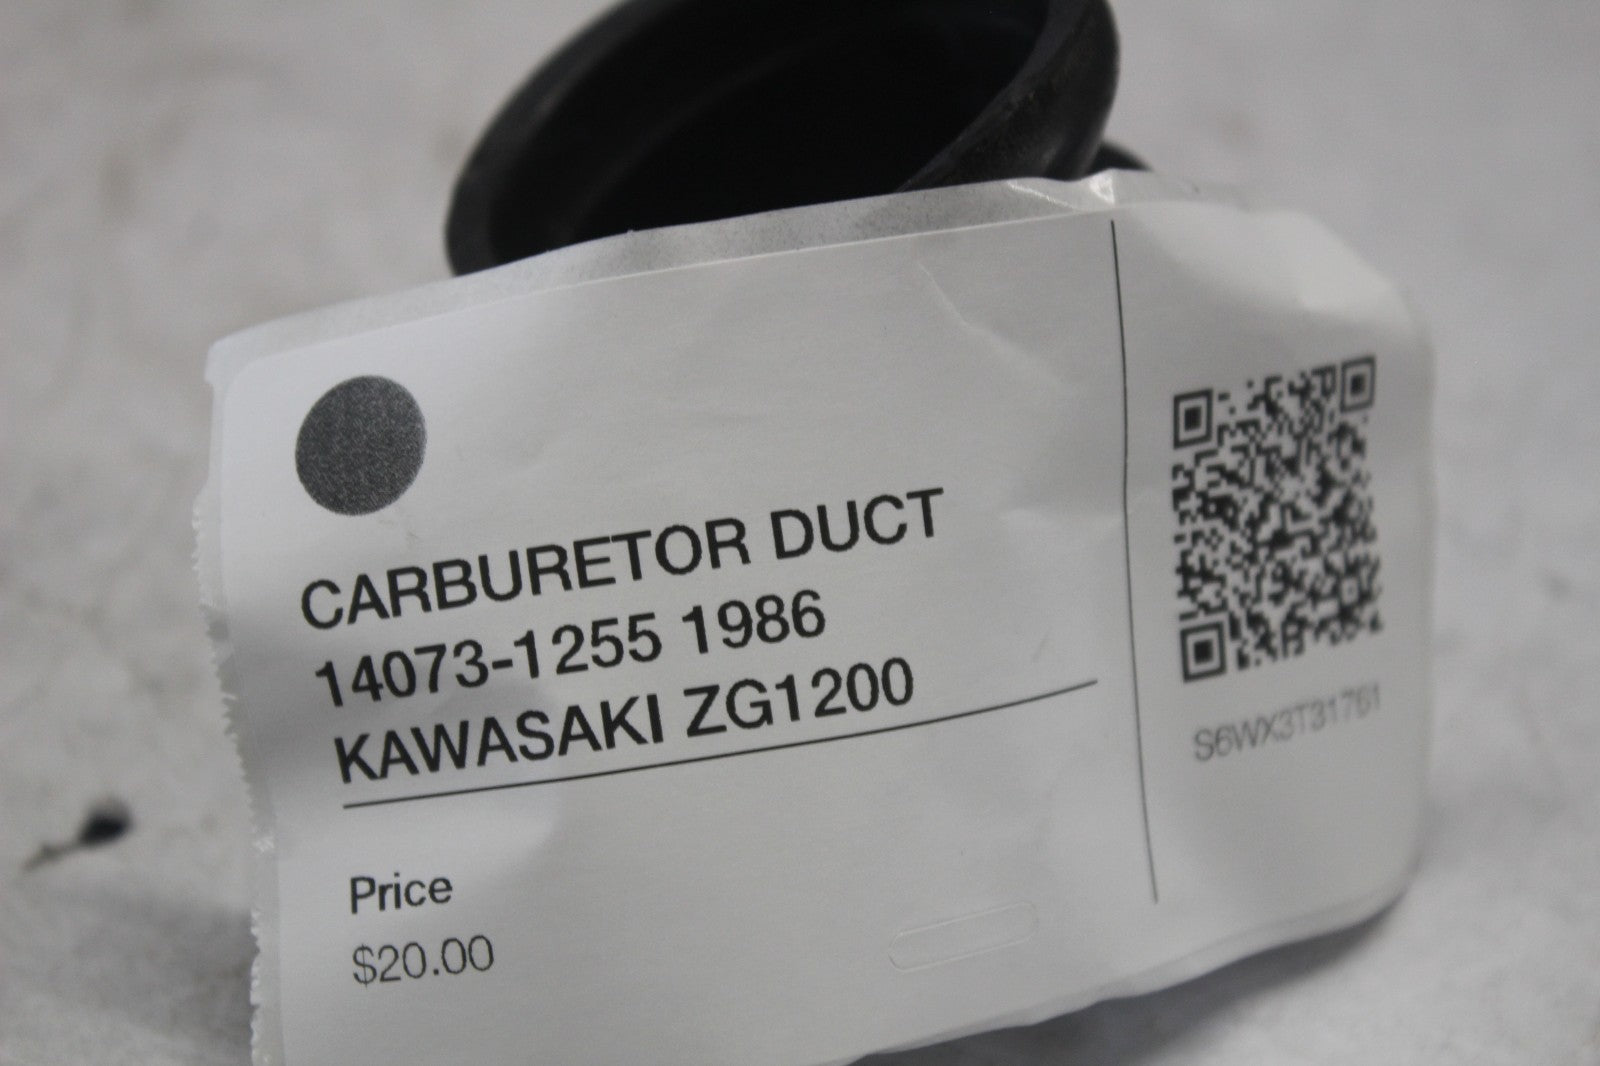 CARBURETOR DUCT
14073-1255 1986
KAWASAKI ZG1200
Price
$20.00
S6WX3T31761